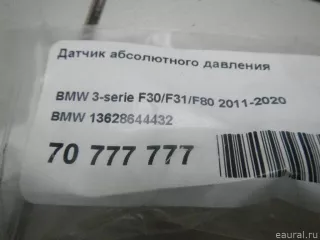 Датчик абсолютного давления
BMW 3-serie F30/F31/F80 2011-2020
BMW 13628644432
70 777 777
eaural.ru